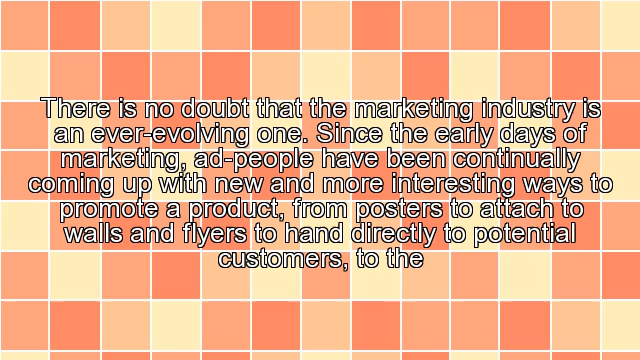 There is no doubt that the marketing industry is
an ever-evolving one. Since the early days of
marketing, ad-people have been continually
coming up with new and more interesting ways to
promote a product, from posters to attach to
walls and flyers to hand directly to potential
customers, to the